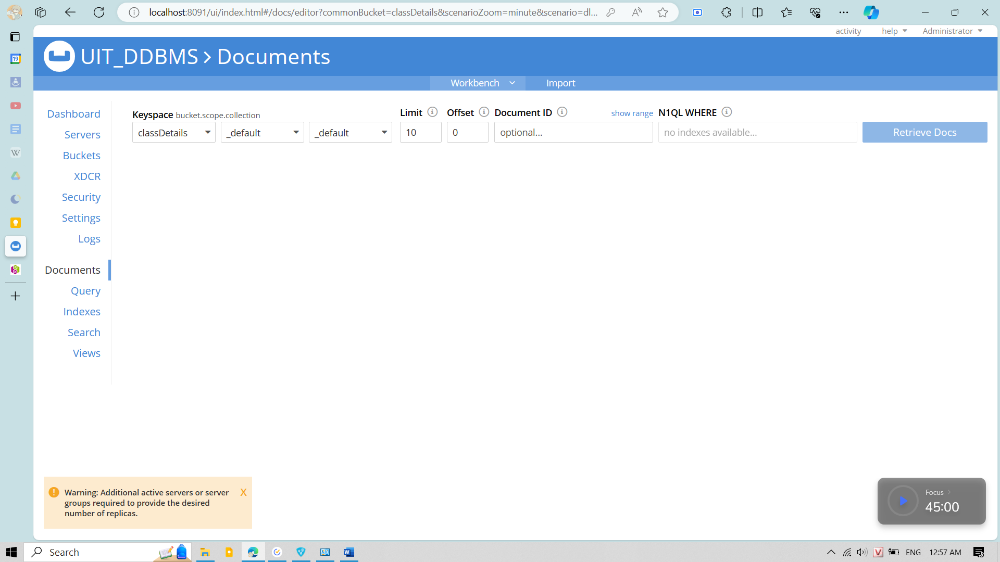 localhost:8091/ui/index.html#/docs/editor?commonBucket=classDetails&scenarioZoom=minute&scenario=dl...
activity help Administrator
UIT_DDBMS > Documents
Workbench Import
Dashboard
Servers
Buckets
XDCR
Security
Settings
Logs
Documents
Query
Indexes
Search
Views
Keyspace bucket.scope.collection
Limit Offset Document ID show range N1QL WHERE
classDetails _default _default 10 0 optional... no indexes available... Retrieve Docs
Warning: Additional active servers or server X
groups required to provide the desired
number of replicas.
Focus >
45:00
Search
ENG 12:57 AM
19
W
V
W